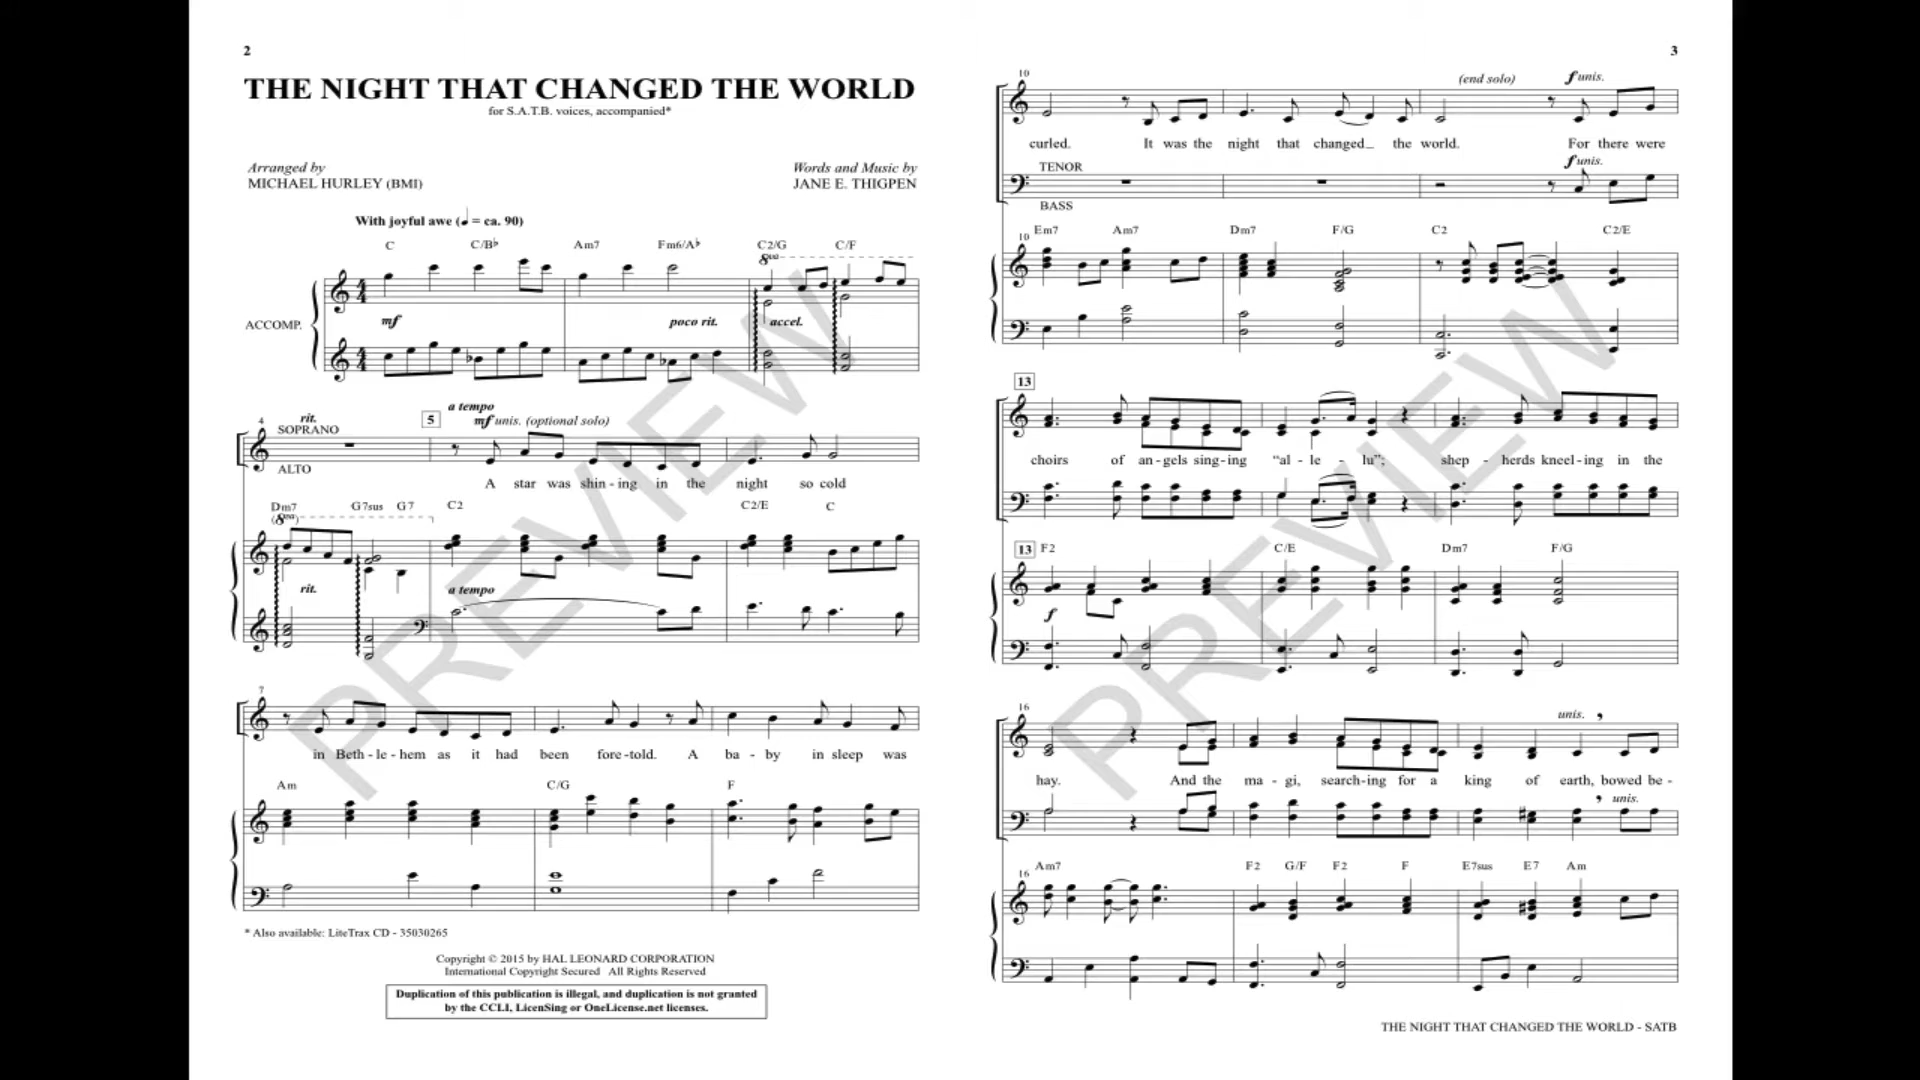 2
THE NIGHT THAT CHANGED THE WORLD
for S.A.T.B. voices, accompanied*
Arranged by
MICHAEL HURLEY (BMI)
Words and Music by
JANE E. THIGPEN
With joyful awe (♩ = ca. 90)
C C/B♭ Am7 Fm6/A♭ C2/G C/F
8va
ACCOMP.
mf poco rit. accel.
4 rit. 5 a tempo
SOPRANO mf unis. (optional solo)
ALTO
A star was shin - ing in the night so cold
Dm7 G7sus G7 C2 C2/E C
(8va)
rit. a tempo
7
in Beth - le - hem as it had been fore - told. A ba - by in sleep was
Am C/G F
* Also available: LiteTrax CD - 35030265
Copyright © 2015 by HAL LEONARD CORPORATION
International Copyright Secured All Rights Reserved
Duplication of this publication is illegal, and duplication is not granted
by the CCLI, LicenSing or OneLicense.net licenses.
PREVIEW
3
10 (end solo) f unis.
curled. It was the night that changed_ the world. For there were
TENOR f unis.
BASS
10 Em7 Am7 Dm7 F/G C2 C2/E
13
choirs of an - gels sing - ing “al - le - lu”; shep - herds kneel - ing in the
13 F2 C/E Dm7 F/G
f
16 unis. ,
hay. And the ma - gi, search - ing for a king of earth, bowed be -
, unis.
16 Am7 F2 G/F F2 F E7sus E7 Am
THE NIGHT THAT CHANGED THE WORLD - SATB
PREVIEW